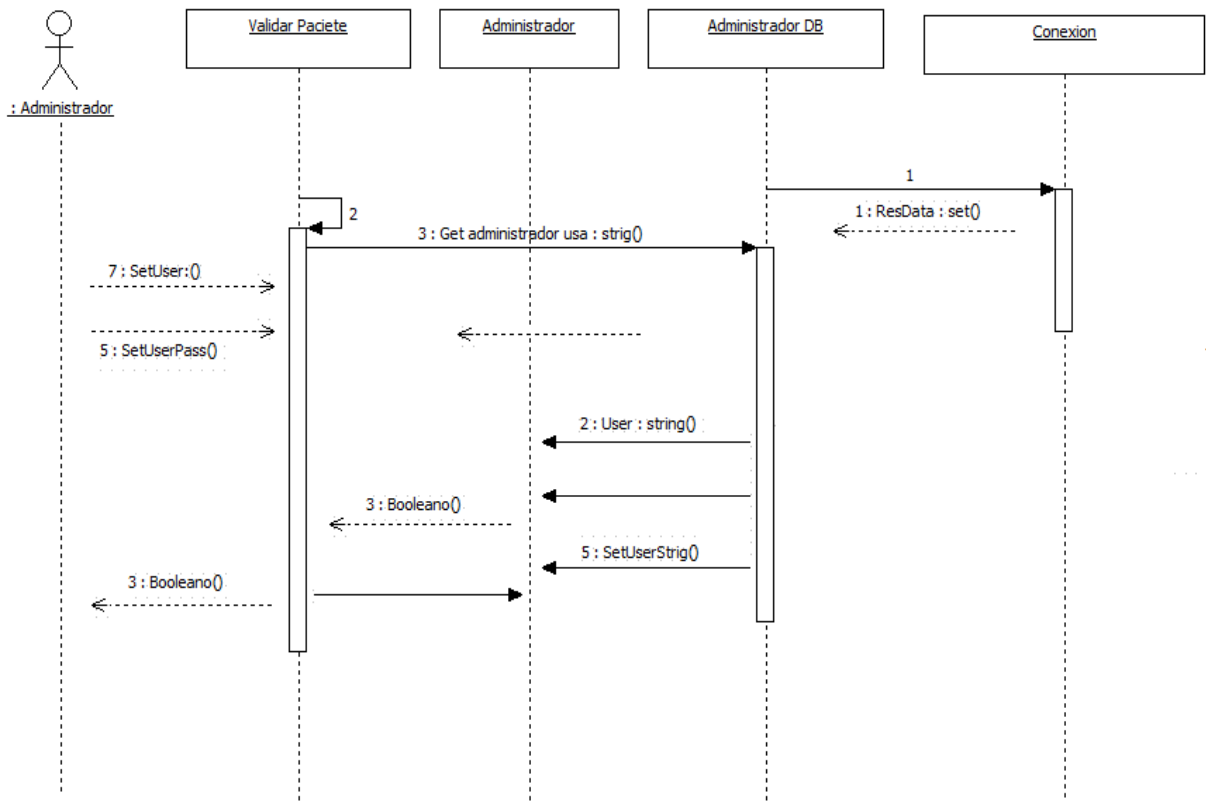 Validar Paciete
Administrador
Administrador DB
Conexion
: Administrador
1
2
1 : ResData : set()
3 : Get administrador usa : strig()
7 : SetUser:()
5 : SetUserPass()
2 : User : string()
3 : Booleano()
5 : SetUserStrig()
3 : Booleano()